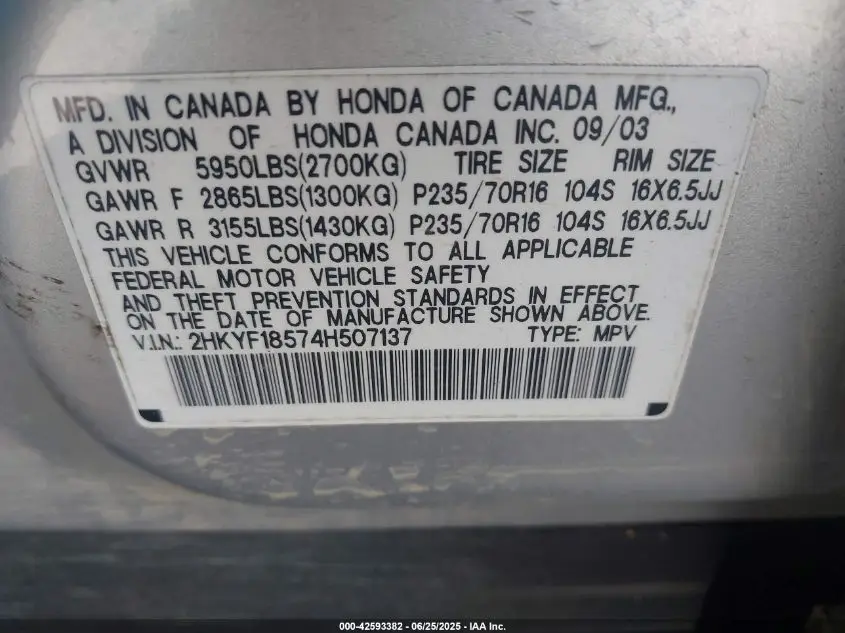 MFD. IN CANADA BY HONDA OF CANADA MFG.,
A DIVISION OF HONDA CANADA INC. 09/03
GVWR 5950LBS(2700KG) TIRE SIZE RIM SIZE
GAWR F 2865LBS(1300KG) P235/70R16 104S 16X6.5JJ
GAWR R 3155LBS(1430KG) P235/70R16 104S 16X6.5JJ
THIS VEHICLE CONFORMS TO ALL APPLICABLE
FEDERAL MOTOR VEHICLE SAFETY
AND THEFT PREVENTION STANDARDS IN EFFECT
ON THE DATE OF MANUFACTURE SHOWN ABOVE.
V.I.N.: 2HKYF18574H507137 TYPE: MPV
000-42593382 / 06/25/2025 - IAA Inc.